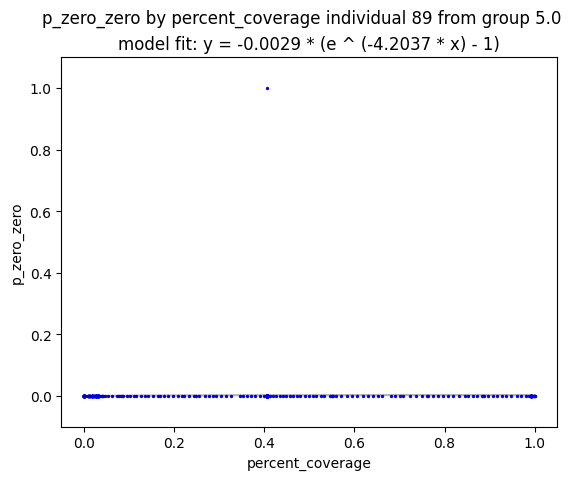 p_zero_zero by percent_coverage individual 89 from group 5.0
model fit: y = -0.0029 * (e ^ (-4.2037 * x) - 1)
1.0
0.8
0.6
0.4
0.2
0.0
p_zero_zero
0.0 0.2 0.4 0.6 0.8 1.0
percent_coverage